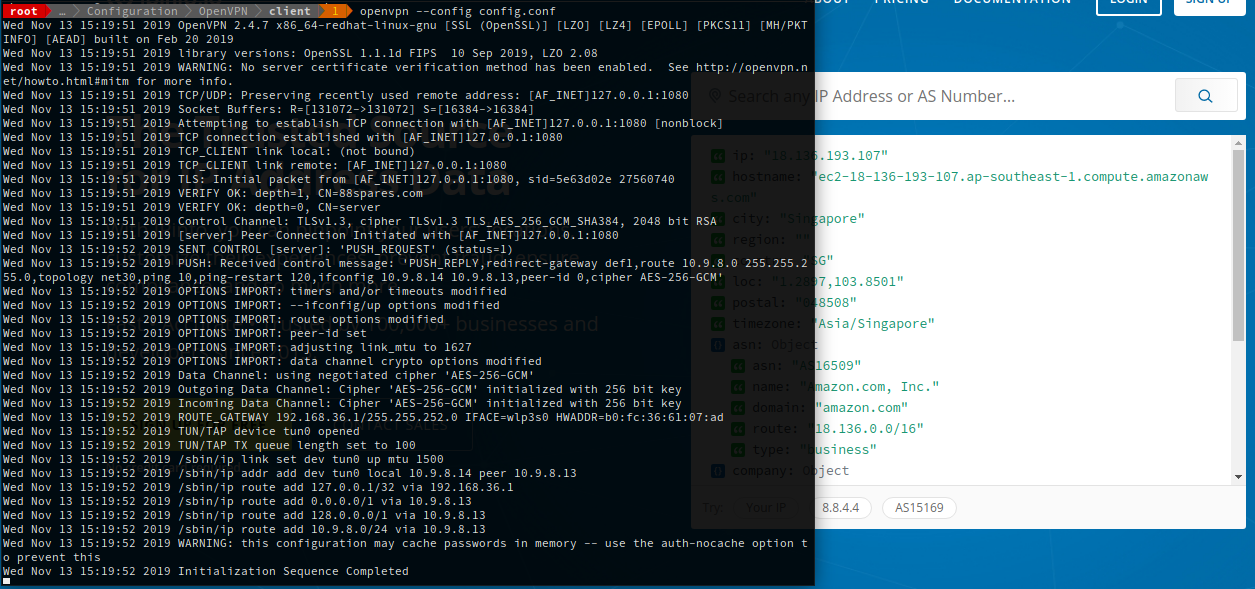 root … Configuration OpenVPN client 1 openvpn --config config.conf
Wed Nov 13 15:19:51 2019 OpenVPN 2.4.7 x86_64-redhat-linux-gnu [SSL (OpenSSL)] [LZO] [LZ4] [EPOLL] [PKCS11] [MH/PKT
INFO] [AEAD] built on Feb 20 2019
Wed Nov 13 15:19:51 2019 library versions: OpenSSL 1.1.1d FIPS  10 Sep 2019, LZO 2.08
Wed Nov 13 15:19:51 2019 WARNING: No server certificate verification method has been enabled.  See http://openvpn.n
et/howto.html#mitm for more info.
Wed Nov 13 15:19:51 2019 TCP/UDP: Preserving recently used remote address: [AF_INET]127.0.0.1:1080
Wed Nov 13 15:19:51 2019 Socket Buffers: R=[131072->131072] S=[16384->16384]
Wed Nov 13 15:19:51 2019 Attempting to establish TCP connection with [AF_INET]127.0.0.1:1080 [nonblock]
Wed Nov 13 15:19:51 2019 TCP connection established with [AF_INET]127.0.0.1:1080
Wed Nov 13 15:19:51 2019 TCP_CLIENT link local: (not bound)
Wed Nov 13 15:19:51 2019 TCP_CLIENT link remote: [AF_INET]127.0.0.1:1080
Wed Nov 13 15:19:51 2019 TLS: Initial packet from [AF_INET]127.0.0.1:1080, sid=5e63d02e 27560740
Wed Nov 13 15:19:51 2019 VERIFY OK: depth=1, CN=88spares.com
Wed Nov 13 15:19:51 2019 VERIFY OK: depth=0, CN=server
Wed Nov 13 15:19:51 2019 Control Channel: TLSv1.3, cipher TLSv1.3 TLS_AES_256_GCM_SHA384, 2048 bit RSA
Wed Nov 13 15:19:51 2019 [server] Peer Connection Initiated with [AF_INET]127.0.0.1:1080
Wed Nov 13 15:19:52 2019 SENT CONTROL [server]: 'PUSH_REQUEST' (status=1)
Wed Nov 13 15:19:52 2019 PUSH: Received control message: 'PUSH_REPLY,redirect-gateway def1,route 10.9.8.0 255.255.2
55.0,topology net30,ping 10,ping-restart 120,ifconfig 10.9.8.14 10.9.8.13,peer-id 0,cipher AES-256-GCM'
Wed Nov 13 15:19:52 2019 OPTIONS IMPORT: timers and/or timeouts modified
Wed Nov 13 15:19:52 2019 OPTIONS IMPORT: --ifconfig/up options modified
Wed Nov 13 15:19:52 2019 OPTIONS IMPORT: route options modified
Wed Nov 13 15:19:52 2019 OPTIONS IMPORT: peer-id set
Wed Nov 13 15:19:52 2019 OPTIONS IMPORT: adjusting link_mtu to 1627
Wed Nov 13 15:19:52 2019 OPTIONS IMPORT: data channel crypto options modified
Wed Nov 13 15:19:52 2019 Data Channel: using negotiated cipher 'AES-256-GCM'
Wed Nov 13 15:19:52 2019 Outgoing Data Channel: Cipher 'AES-256-GCM' initialized with 256 bit key
Wed Nov 13 15:19:52 2019 Incoming Data Channel: Cipher 'AES-256-GCM' initialized with 256 bit key
Wed Nov 13 15:19:52 2019 ROUTE_GATEWAY 192.168.36.1/255.255.252.0 IFACE=wlp3s0 HWADDR=b0:fc:36:61:07:ad
Wed Nov 13 15:19:52 2019 TUN/TAP device tun0 opened
Wed Nov 13 15:19:52 2019 TUN/TAP TX queue length set to 100
Wed Nov 13 15:19:52 2019 /sbin/ip link set dev tun0 up mtu 1500
Wed Nov 13 15:19:52 2019 /sbin/ip addr add dev tun0 local 10.9.8.14 peer 10.9.8.13
Wed Nov 13 15:19:52 2019 /sbin/ip route add 127.0.0.1/32 via 192.168.36.1
Wed Nov 13 15:19:52 2019 /sbin/ip route add 0.0.0.0/1 via 10.9.8.13
Wed Nov 13 15:19:52 2019 /sbin/ip route add 128.0.0.0/1 via 10.9.8.13
Wed Nov 13 15:19:52 2019 /sbin/ip route add 10.9.8.0/24 via 10.9.8.13
Wed Nov 13 15:19:52 2019 WARNING: this configuration may cache passwords in memory -- use the auth-nocache option t
o prevent this
Wed Nov 13 15:19:52 2019 Initialization Sequence Completed
PRICING DOCUMENTATION LOGIN SIGN UP
Search any IP Address or AS Number...
ip: "18.136.193.107"
hostname: "ec2-18-136-193-107.ap-southeast-1.compute.amazonaw
s.com"
city: "Singapore"
region: ""
SG"
loc: "1.2897,103.8501"
postal: "048508"
timezone: "Asia/Singapore"
asn: Object
asn: "AS16509"
name: "Amazon.com, Inc."
domain: "amazon.com"
route: "18.136.0.0/16"
type: "business"
company: Object
Try: Your IP 8.8.4.4 AS15169